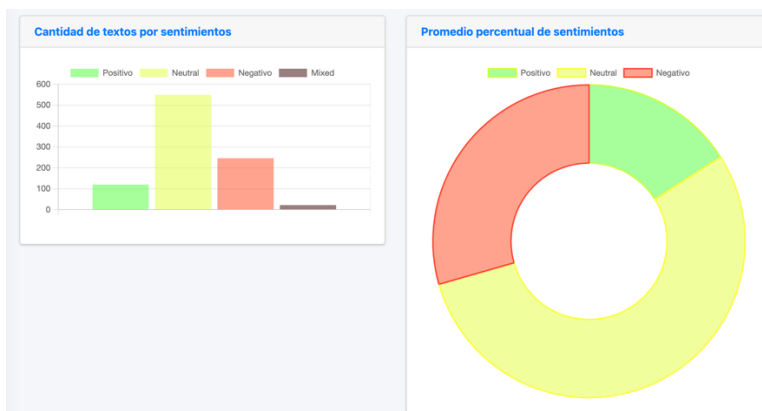 Cantidad de textos por sentimientos
Positivo Neutral Negativo Mixed
600
500
400
300
200
100
0
Promedio percentual de sentimientos
Positivo Neutral Negativo